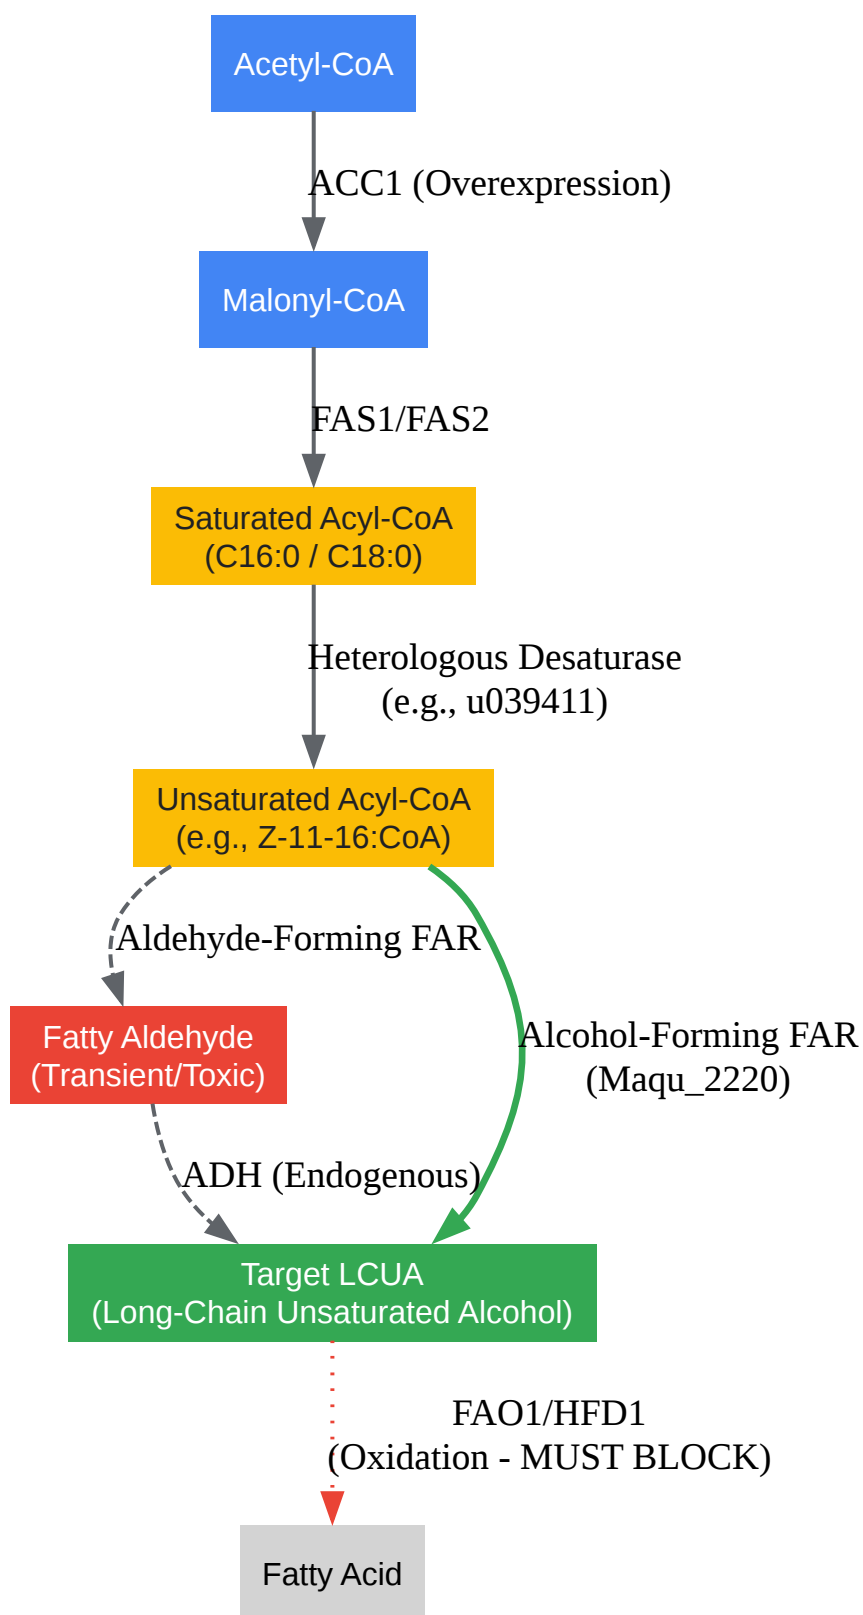 Acetyl-CoA
ACC1 (Overexpression)
Malonyl-CoA
FAS1/FAS2
Saturated Acyl-CoA
(C16:0 / C18:0)
Heterologous Desaturase
(e.g., u039411)
Unsaturated Acyl-CoA
(e.g., Z-11-16:CoA)
Aldehyde-Forming FAR
Fatty Aldehyde
(Transient/Toxic)
Alcohol-Forming FAR
(Maqu_2220)
ADH (Endogenous)
Target LCUA
(Long-Chain Unsaturated Alcohol)
FAO1/HFD1
(Oxidation - MUST BLOCK)
Fatty Acid